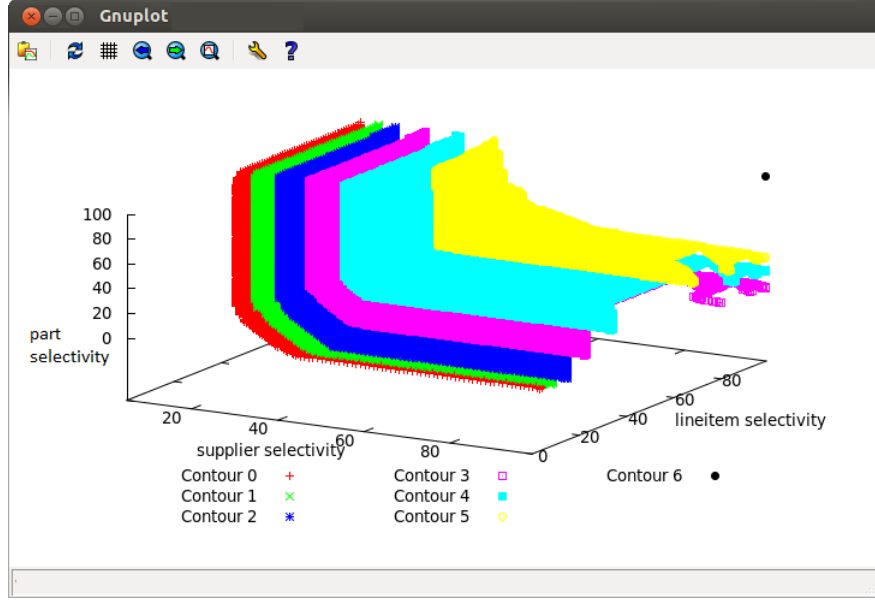 Gnuplot
100
80
60
40
20
0
part
selectivity
20
40
60
80
supplier selectivity
0
20
40
60
80
lineitem selectivity
Contour 0
Contour 1
Contour 2
Contour 3
Contour 4
Contour 5
Contour 6